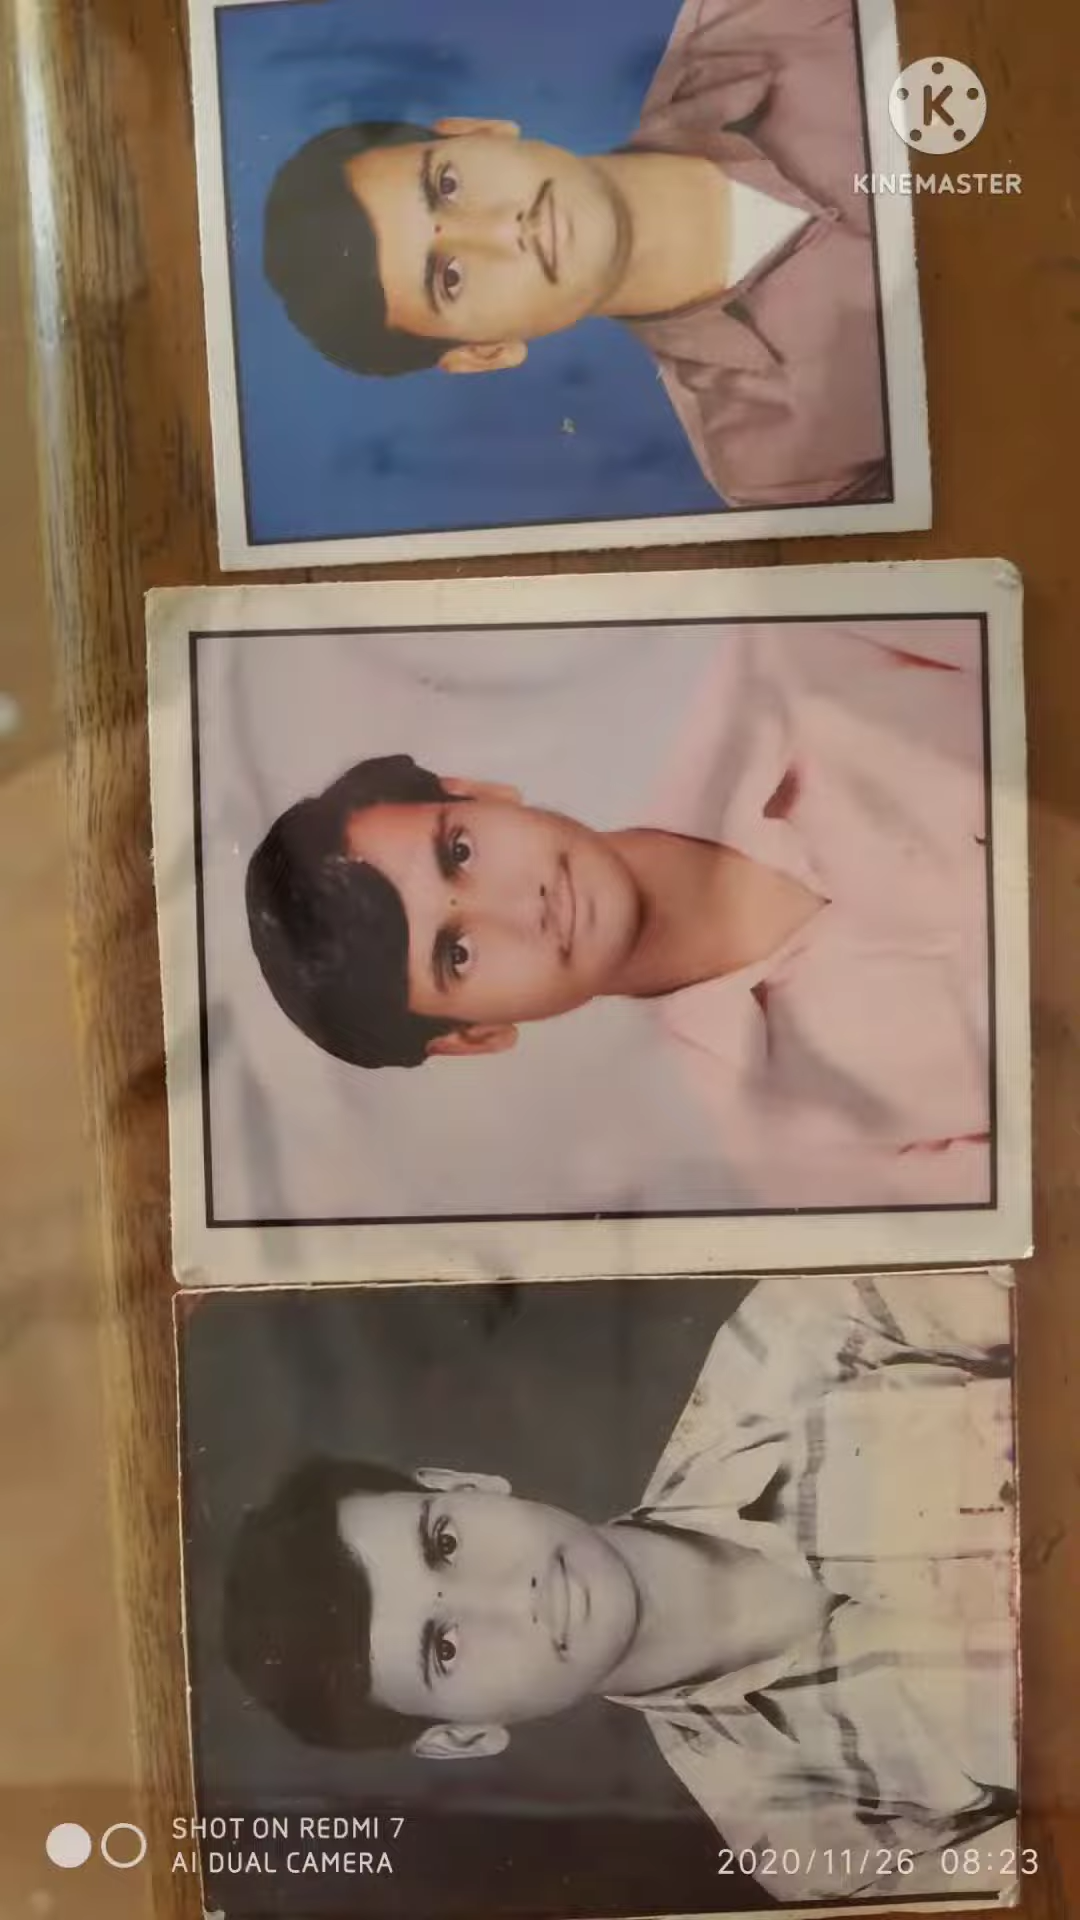 K
KINEMASTER
SHOT ON REDMI 7
AI DUAL CAMERA
2020/11/26 08:23